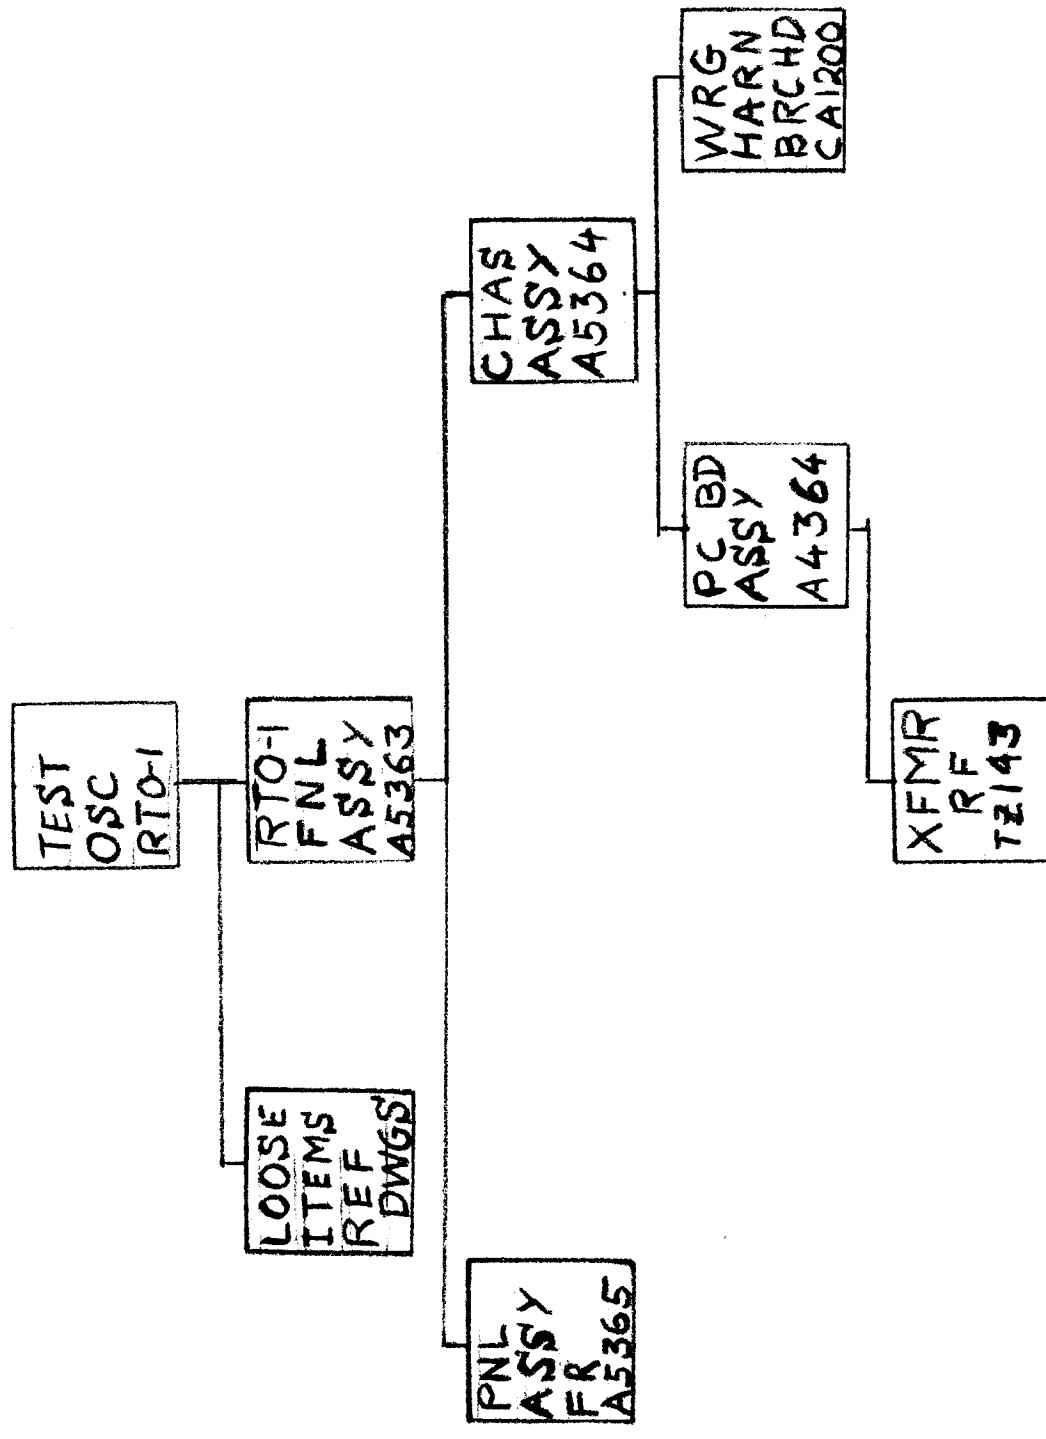 TEST
OSC
RTO-1
LOOSE
ITEMS
REF
DWGS
RTO-1
FNL
ASSY
A5363
PNL
ASSY
FR
A5365
CHAS
ASSY
A5364
PC BD
ASSY
A4364
WRG
HARN
BRCHD
CA1200
XFMR
RF
TZ143